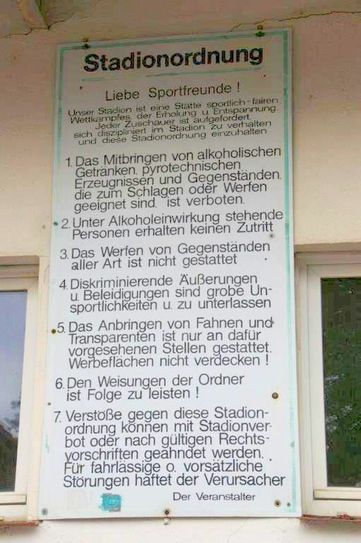 Stadionordnung
Liebe Sportfreunde !
Unser Stadion ist eine Stätte sportlich-fairen
Wettkampfes, der Erholung u. Entspannung.
Jeder Zuschauer ist aufgefordert,
sich diszipliniert im Stadion zu verhalten
und diese Stadionordnung einzuhalten
1. Das Mitbringen von alkoholischen
Getränken, pyrotechnischen
Erzeugnissen und Gegenständen,
die zum Schlagen oder Werfen
geeignet sind, ist verboten.
2. Unter Alkoholeinwirkung stehende
Personen erhalten keinen Zutritt
3. Das Werfen von Gegenständen
aller Art ist nicht gestattet
4. Diskriminierende Äußerungen
u. Beleidigungen sind grobe Un-
sportlichkeiten u. zu unterlassen
5. Das Anbringen von Fahnen und
Transparenten ist nur an dafür
vorgesehenen Stellen gestattet.
Werbeflächen nicht verdecken !
6. Den Weisungen der Ordner
ist Folge zu leisten !
7. Verstöße gegen diese Stadion-
ordnung können mit Stadionver-
bot oder nach gültigen Rechts-
vorschriften geahndet werden.
Für fahrlässige o. vorsätzliche
Störungen haftet der Verursacher
Der Veranstalter